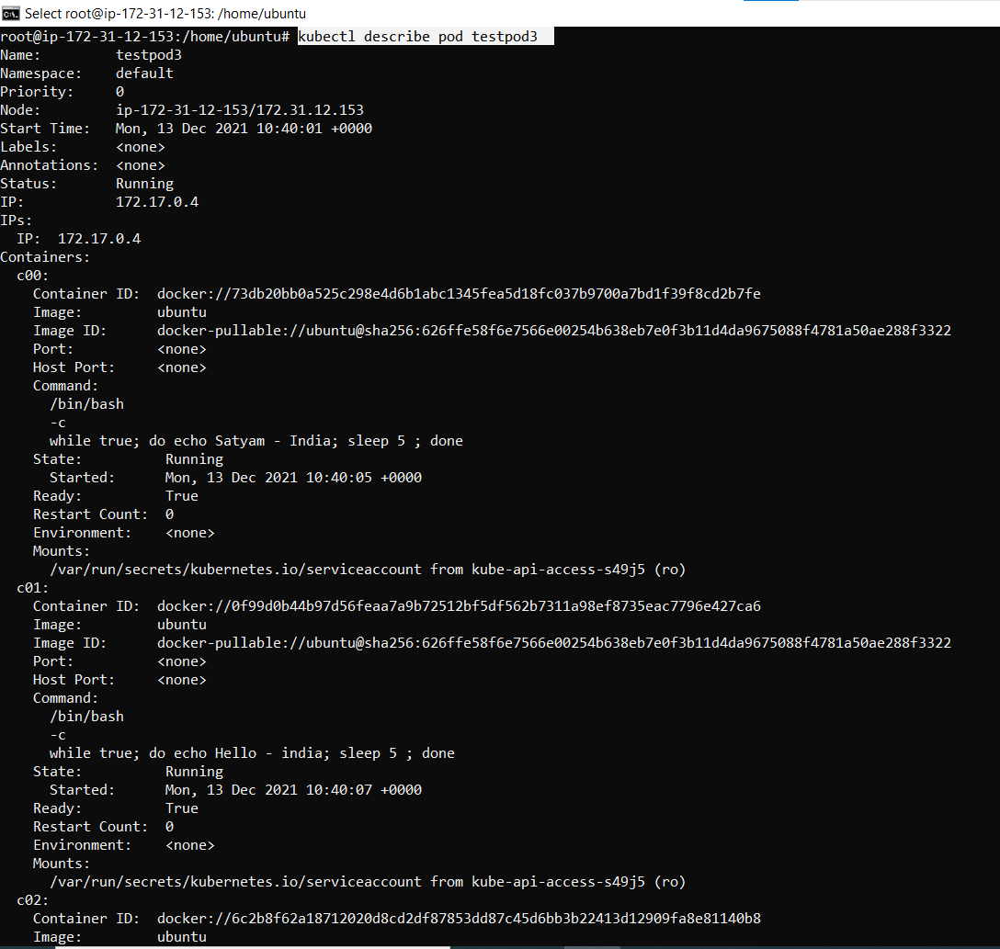 Select root@ip-172-31-12-153: /home/ubuntu
root@ip-172-31-12-153:/home/ubuntu# kubectl describe pod testpod3
Name:         testpod3
Namespace:    default
Priority:     0
Node:         ip-172-31-12-153/172.31.12.153
Start Time:   Mon, 13 Dec 2021 10:40:01 +0000
Labels:       <none>
Annotations:  <none>
Status:       Running
IP:           172.17.0.4
IPs:
  IP:  172.17.0.4
Containers:
  c00:
    Container ID:  docker://73db20bb0a525c298e4d6b1abc1345fea5d18fc037b9700a7bd1f39f8cd2b7fe
    Image:         ubuntu
    Image ID:      docker-pullable://ubuntu@sha256:626ffe58f6e7566e00254b638eb7e0f3b11d4da9675088f4781a50ae288f3322
    Port:          <none>
    Host Port:     <none>
    Command:
      /bin/bash
      -c
      while true; do echo Satyam - India; sleep 5 ; done
    State:          Running
      Started:      Mon, 13 Dec 2021 10:40:05 +0000
    Ready:          True
    Restart Count:  0
    Environment:    <none>
    Mounts:
      /var/run/secrets/kubernetes.io/serviceaccount from kube-api-access-s49j5 (ro)
  c01:
    Container ID:  docker://0f99d0b44b97d56feaa7a9b72512bf5df562b7311a98ef8735eac7796e427ca6
    Image:         ubuntu
    Image ID:      docker-pullable://ubuntu@sha256:626ffe58f6e7566e00254b638eb7e0f3b11d4da9675088f4781a50ae288f3322
    Port:          <none>
    Host Port:     <none>
    Command:
      /bin/bash
      -c
      while true; do echo Hello - india; sleep 5 ; done
    State:          Running
      Started:      Mon, 13 Dec 2021 10:40:07 +0000
    Ready:          True
    Restart Count:  0
    Environment:    <none>
    Mounts:
      /var/run/secrets/kubernetes.io/serviceaccount from kube-api-access-s49j5 (ro)
  c02:
    Container ID:  docker://6c2b8f62a18712020d8cd2df87853dd87c45d6bb3b22413d12909fa8e81140b8
    Image:         ubuntu